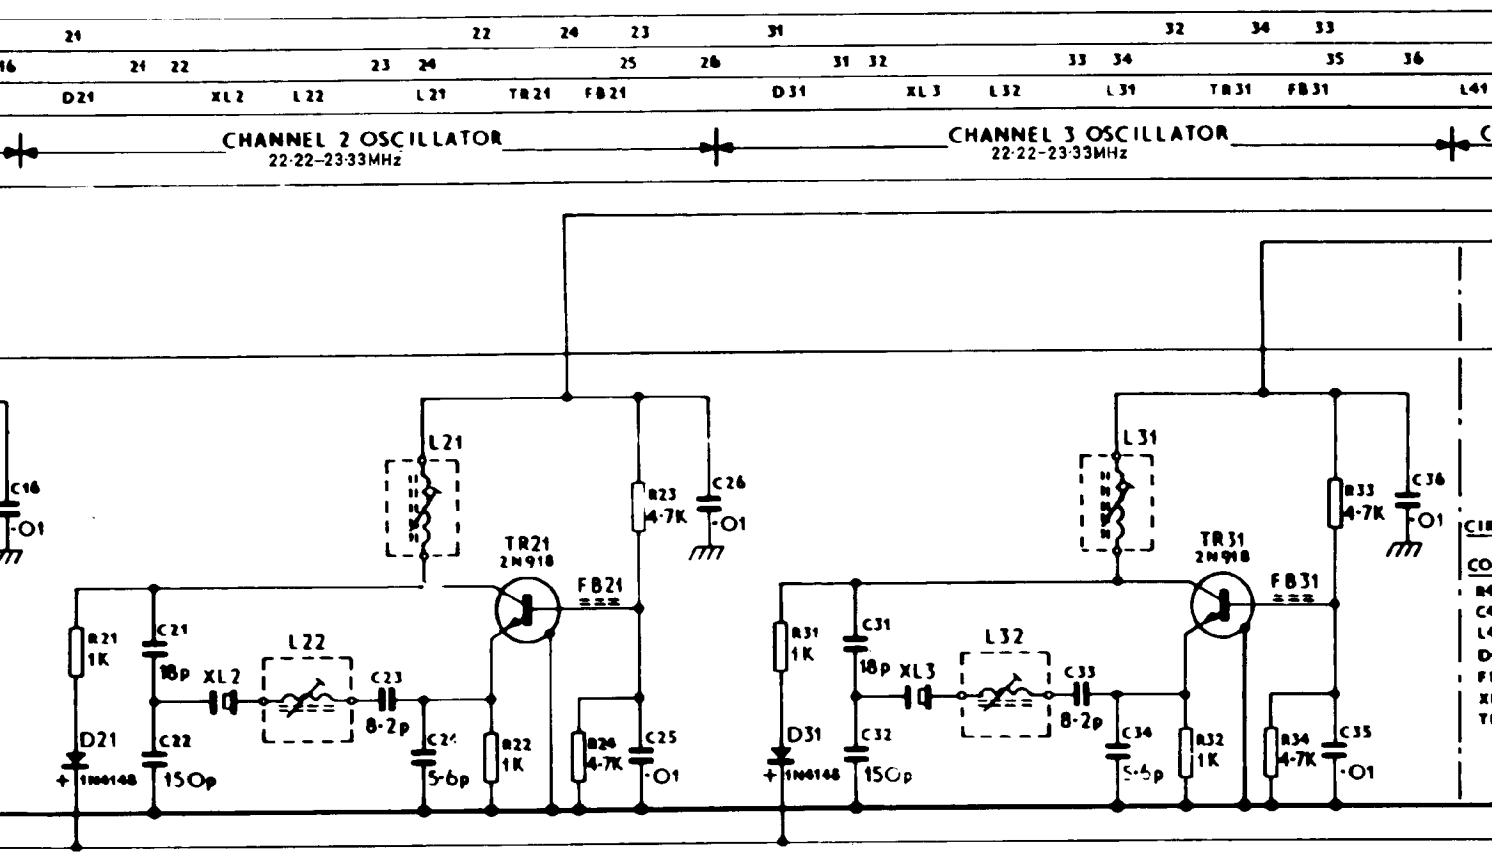 21 22 24 23 31 32 34 33
16 21 22 23 24 25 26 31 32 33 34 35 36
D21 XL2 L22 L21 TR21 FB21 D31 XL3 L32 L31 TR31 FB31 L41
CHANNEL 2 OSCILLATOR
22·22–23·33MHz
CHANNEL 3 OSCILLATOR
22·22–23·33MHz
C16
·01
L21
R23
4·7K
C26
·01
TR21
2N918
FB21
R21
1K
C21
18p
XL2
L22
C23
8·2p
D21
1N4148
C22
150p
C24
5·6p
R22
1K
R24
4·7K
C25
·01
L31
R33
4·7K
C36
·01
TR31
2N918
FB31
R31
1K
C31
18p
XL3
L32
C33
8·2p
D31
1N4148
C32
150p
C34
5·6p
R32
1K
R34
4·7K
C35
·01